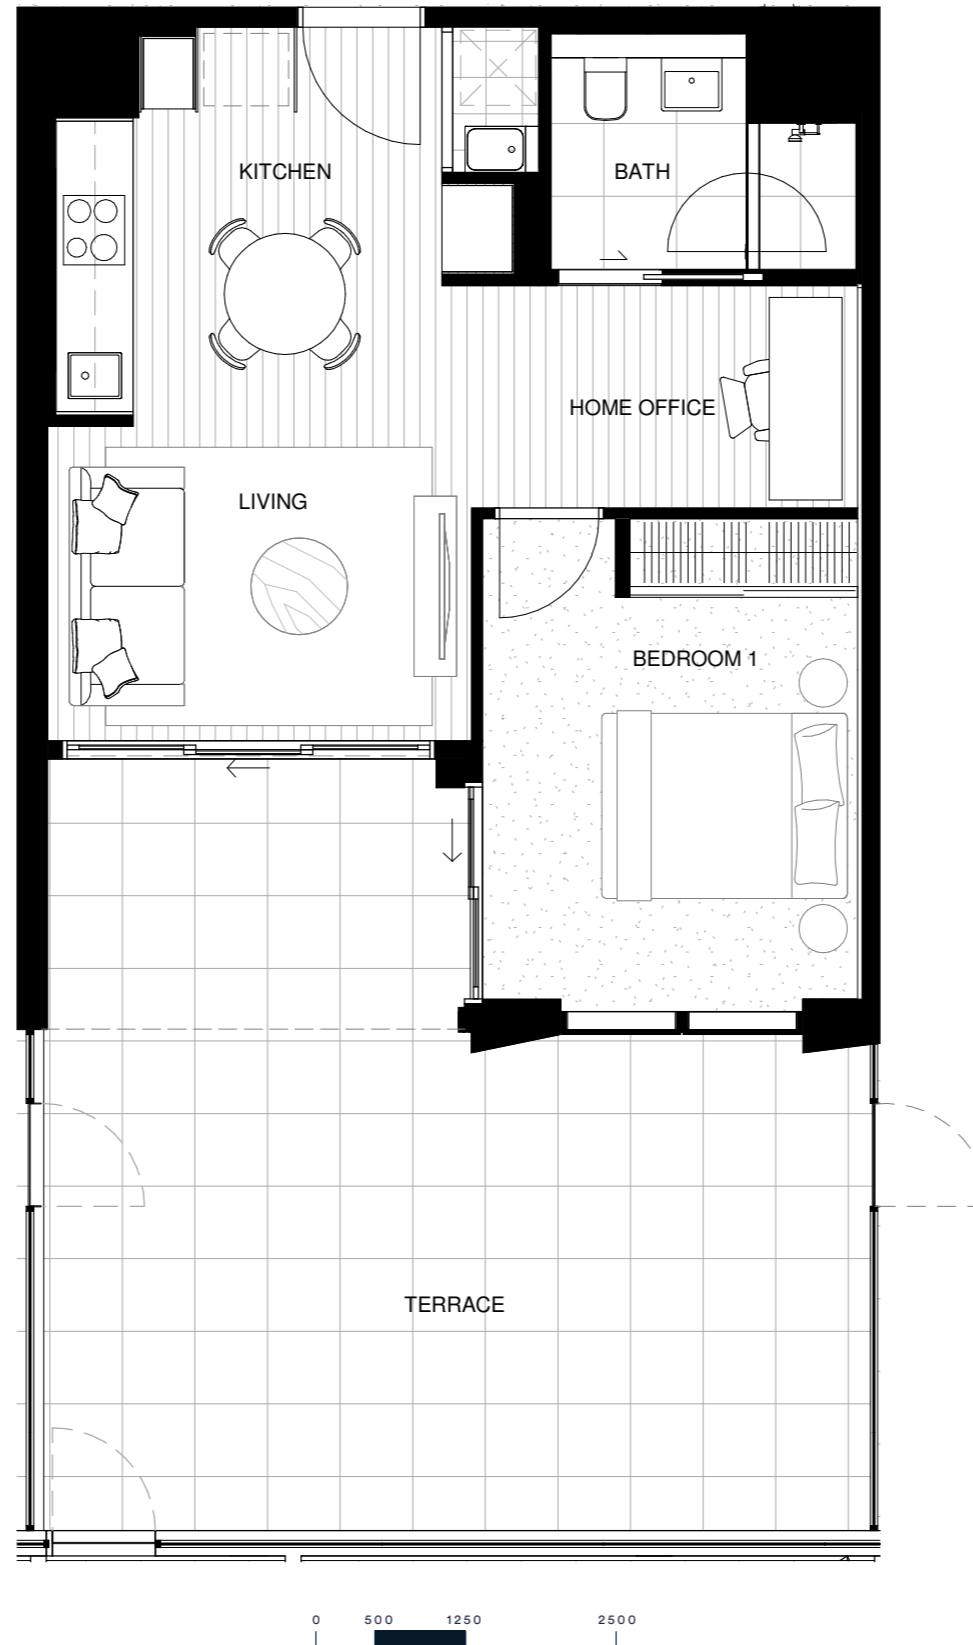 KITCHEN
BATH
HOME OFFICE
LIVING
BEDROOM 1
TERRACE
0 500 1250 2500